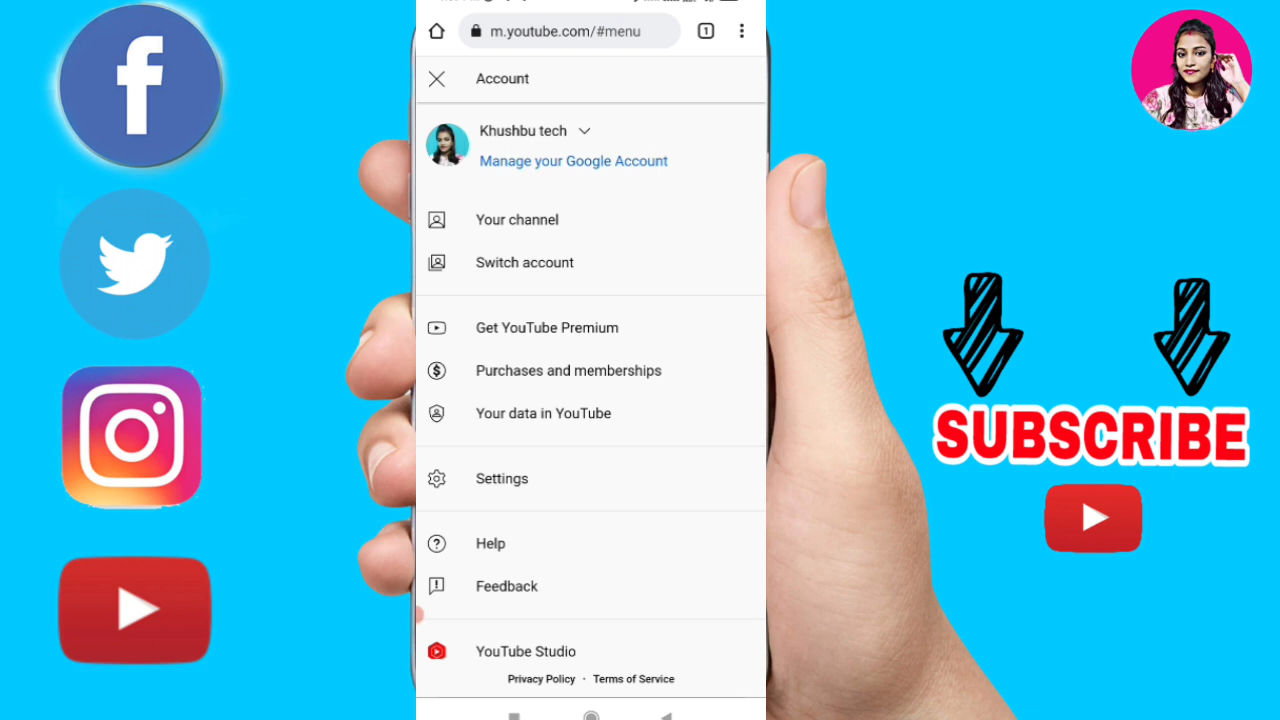 m.youtube.com/#menu
1
Account
Khushbu tech
Manage your Google Account
Your channel
Switch account
Get YouTube Premium
Purchases and memberships
Your data in YouTube
Settings
Help
Feedback
YouTube Studio
Privacy Policy · Terms of Service
SUBSCRIBE